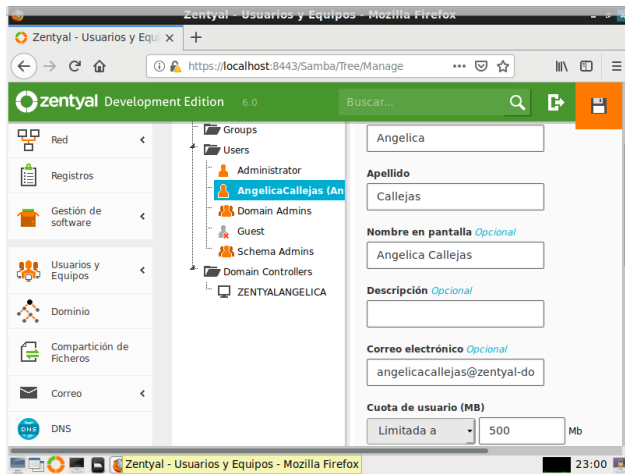 Zentyal - Usuarios y Equipos - Mozilla Firefox
Zentyal - Usuarios y Equi
https://localhost:8443/Samba/Tree/Manage
zentyal Development Edition 6.0
Buscar...
Red
Registros
Gestión de
software
Usuarios y
Equipos
Dominio
Compartición de
Ficheros
Correo
DNS
DNS
Groups
Users
Administrator
AngelicaCallejas (An
Domain Admins
Guest
Schema Admins
Domain Controllers
ZENTYALANGELICA
Angelica
Apellido
Callejas
Nombre en pantalla Opcional
Angelica Callejas
Descripción Opcional
Correo electrónico Opcional
angelicacallejas@zentyal-do
Cuota de usuario (MB)
Limitada a 500 Mb
Zentyal - Usuarios y Equipos - Mozilla Firefox
23:00